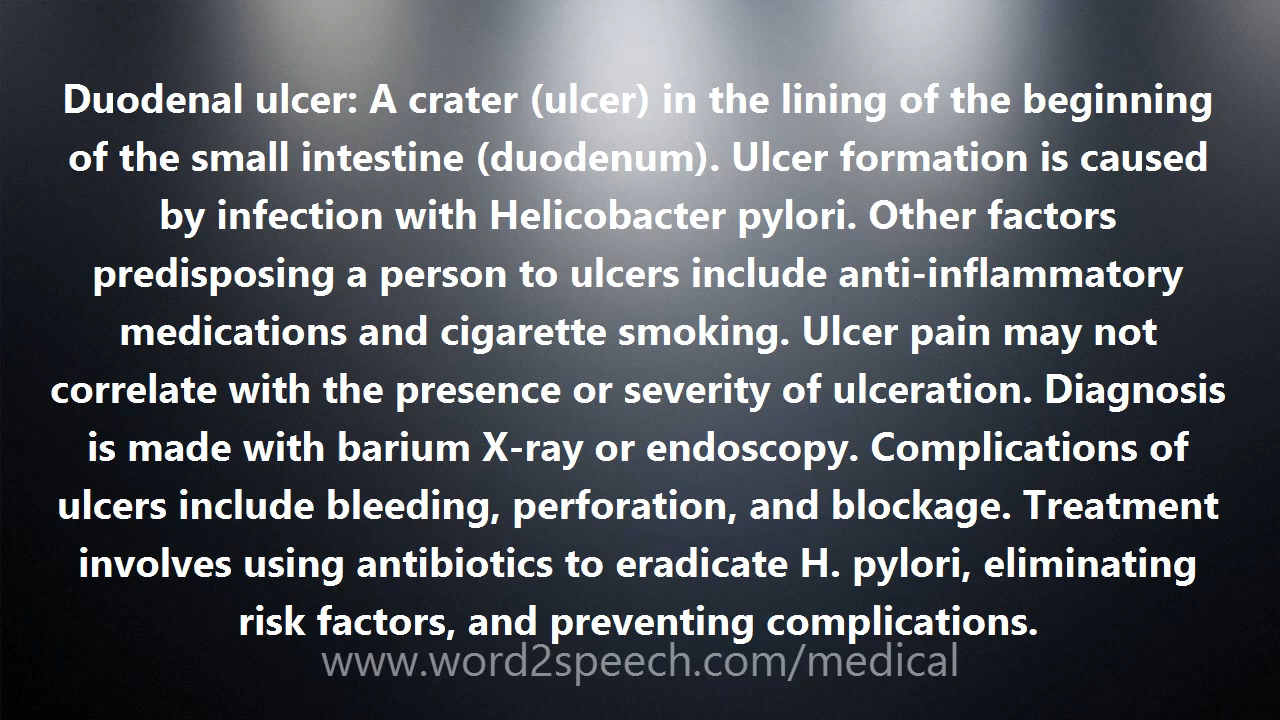 Duodenal ulcer: A crater (ulcer) in the lining of the beginning
of the small intestine (duodenum). Ulcer formation is caused
by infection with Helicobacter pylori. Other factors
predisposing a person to ulcers include anti-inflammatory
medications and cigarette smoking. Ulcer pain may not
correlate with the presence or severity of ulceration. Diagnosis
is made with barium X-ray or endoscopy. Complications of
ulcers include bleeding, perforation, and blockage. Treatment
involves using antibiotics to eradicate H. pylori, eliminating
risk factors, and preventing complications.
www.word2speech.com/medical